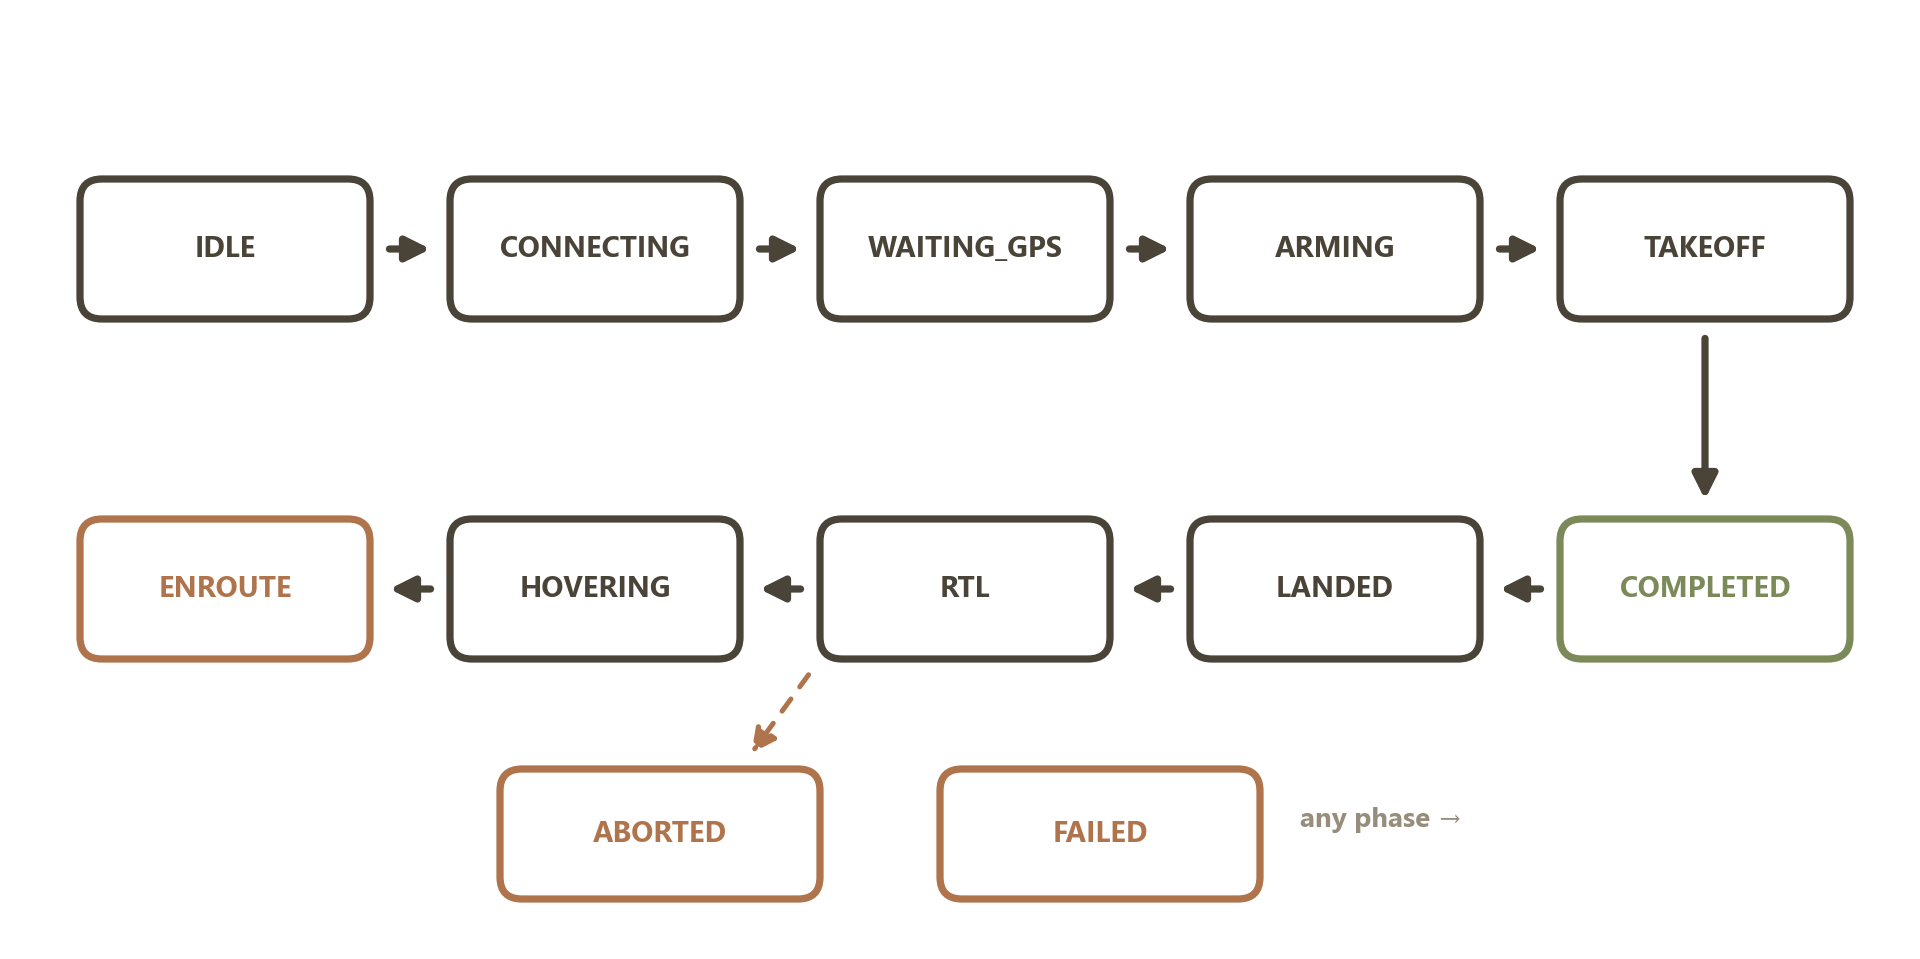 IDLE
CONNECTING
WAITING_GPS
ARMING
TAKEOFF
ENROUTE
HOVERING
RTL
LANDED
COMPLETED
ABORTED
FAILED
any phase →